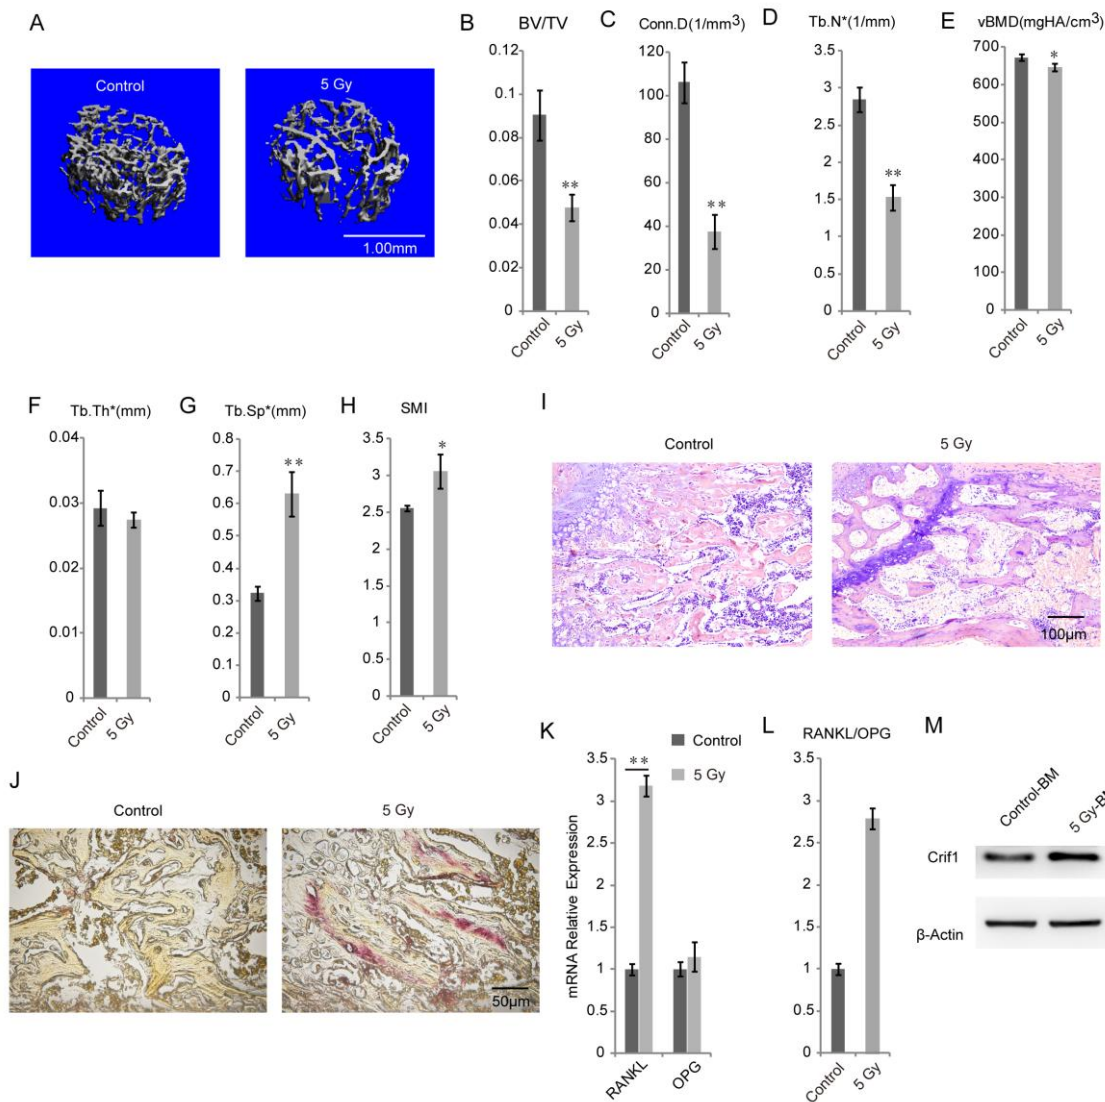 A
Control
5 Gy
1.00mm
B
BV/TV
0.12
0.1
0.08
0.06
0.04
0.02
0
**
Control
5 Gy
C
Conn.D(1/mm3)
120
100
80
60
40
20
0
**
Control
5 Gy
D
Tb.N*(1/mm)
3.5
3
2.5
2
1.5
1
0.5
0
**
Control
5 Gy
E
vBMD(mgHA/cm3)
700
600
500
400
300
200
100
0
*
Control
5 Gy
F
Tb.Th*(mm)
0.04
0.03
0.02
0.01
0
Control
5 Gy
G
Tb.Sp*(mm)
0.8
0.7
0.6
0.5
0.4
0.3
0.2
0.1
0
**
Control
5 Gy
H
SMI
3.5
3
2.5
2
1.5
1
0.5
0
*
Control
5 Gy
I
Control
5 Gy
100μm
J
Control
5 Gy
50μm
K
Control
5 Gy
mRNA Relative Expression
3.5
3
2.5
2
1.5
1
0.5
0
**
RANKL
OPG
L
RANKL/OPG
3.5
3
2.5
2
1.5
1
0.5
0
Control
5 Gy
M
Control-BM
5 Gy-BM
Crif1
β-Actin